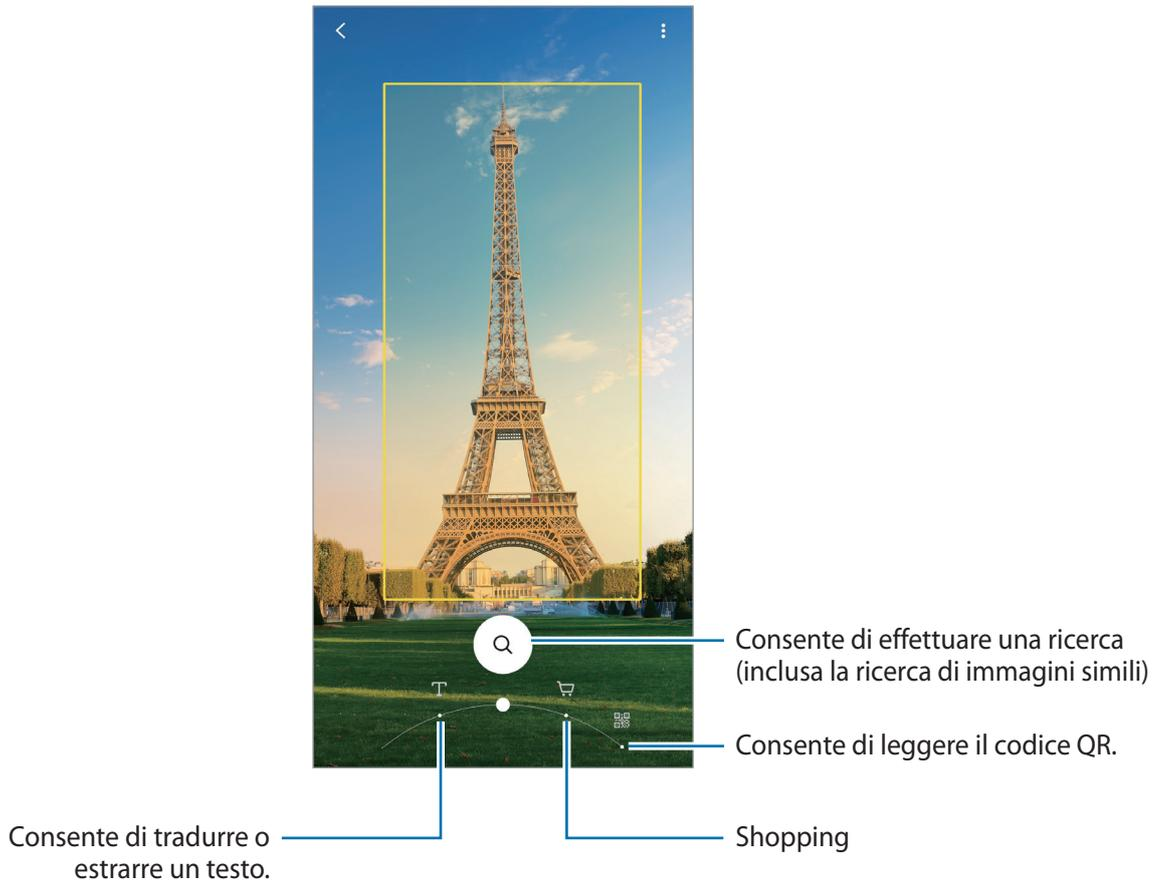 T
Consente di effettuare una ricerca
(inclusa la ricerca di immagini simili)
Consente di leggere il codice QR.
Consente di tradurre o
estrarre un testo.
Shopping